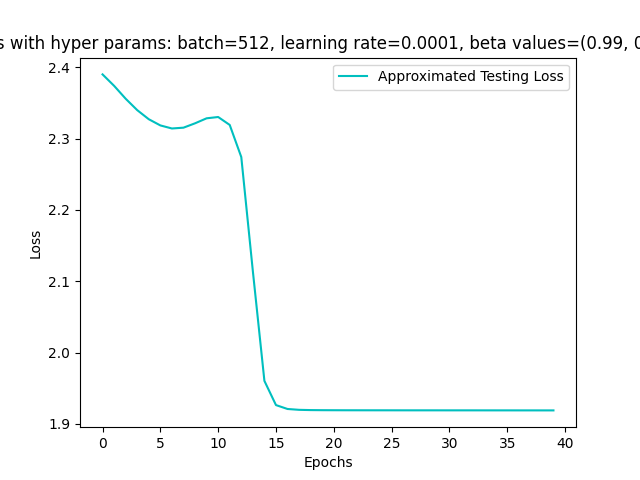 with hyper params: batch=512, learning rate=0.0001, beta values=(0.99,
Approximated Testing Loss
2.4
2.3
2.2
2.1
2.0
1.9
Loss
0 5 10 15 20 25 30 35 40
Epochs